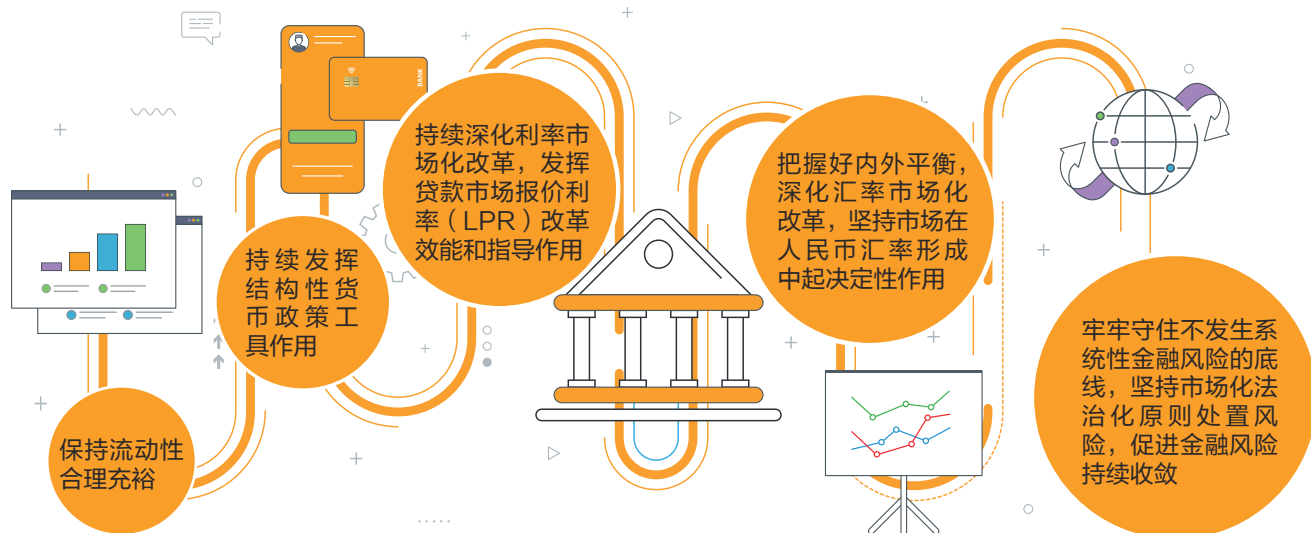 保持流动性
合理充裕
持续发挥
结构性货
币政策工
具作用
BANK
持续深化利率市
场化改革，发挥
贷款市场报价利
率（LPR）改革
效能和指导作用
把握好内外平衡，
深化汇率市场化
改革，坚持市场在
人民币汇率形成
中起决定性作用
牢牢守住不发生系
统性金融风险的底
线，坚持市场化法
治化原则处置风
险，促进金融风险
持续收敛